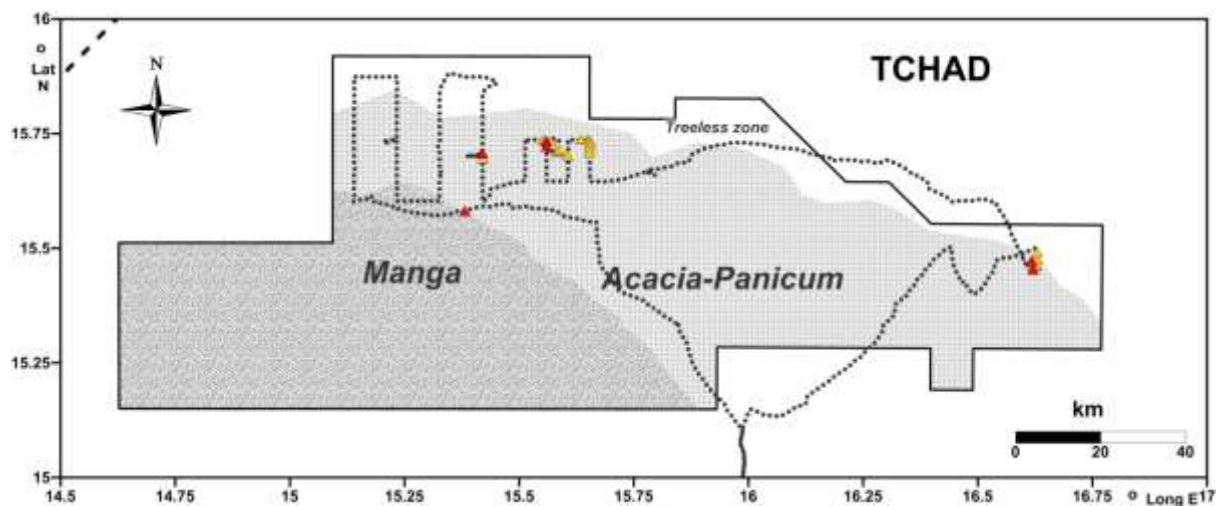 16
o
Lat
N
N
TCHAD
15.75
Treeless zone
15.5
Manga
Acacia-Panicum
15.25
km
0 20 40
15
14.5 14.75 15 15.25 15.5 15.75 16 16.25 16.5 16.75 o Long E 17